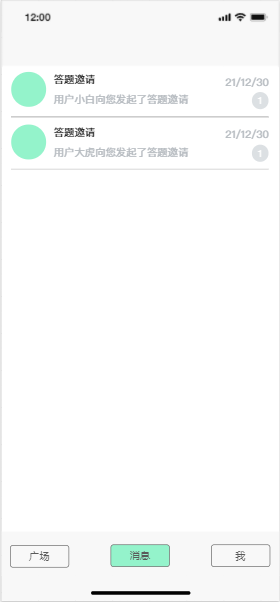 12:00
答题邀请
21/12/30
用户小白向您发起了答题邀请
1
答题邀请
21/12/30
用户大虎向您发起了答题邀请
1
广场
消息
我